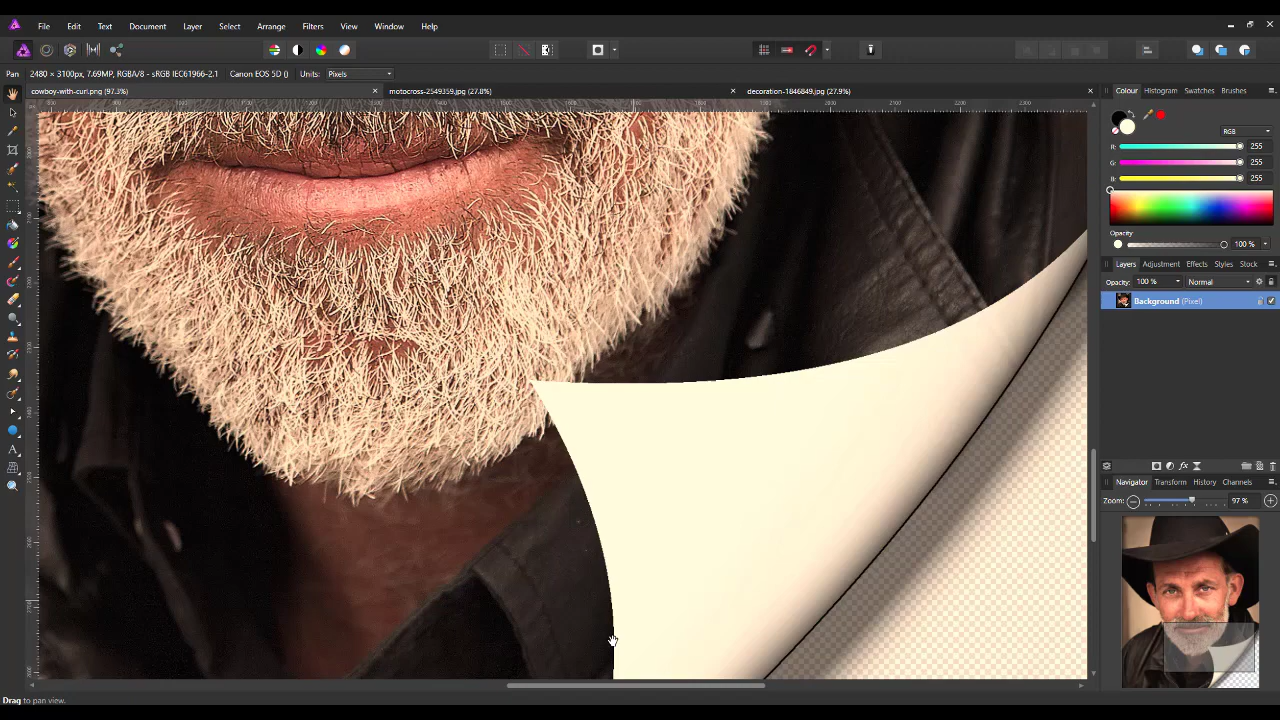 File Edit Text Document Layer Select Arrange Filters View Window Help
Pan 2480 × 3100px, 7.69MP, RGBA/8 - sRGB IEC61966-2.1 Canon EOS 5D () Units: Pixels
cowboy-with-curl.png (97.3%) motocross-2549359.jpg (27.8%) decoration-1846849.jpg (27.9%)
Colour Histogram Swatches Brushes
RGB
R: 255
G: 255
B: 255
Opacity
100 %
Layers Adjustment Effects Styles Stock
Opacity: 100 % Normal
Background (Pixel)
Navigator Transform History Channels
Zoom: 97 %
Drag to pan view.